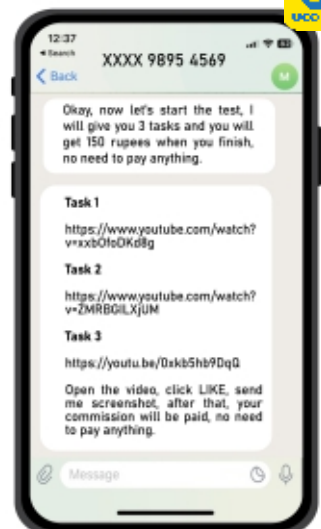 UCO
12:37
Search
XXXX 9895 4569
Back
M
Okay, now let's start the test, I
will give you 3 tasks and you will
get 150 rupees when you finish,
no need to pay anything.
Task 1
https://www.youtube.com/watch?
v=xxbOfoDKd8g
Task 2
https://www.youtube.com/watch?
v=ZMRBGILXjUM
Task 3
https://youtu.be/0xkb5hb9DqQ
Open the video, click LIKE, send
me screenshot, after that, your
commission will be paid, no need
to pay anything.
Message